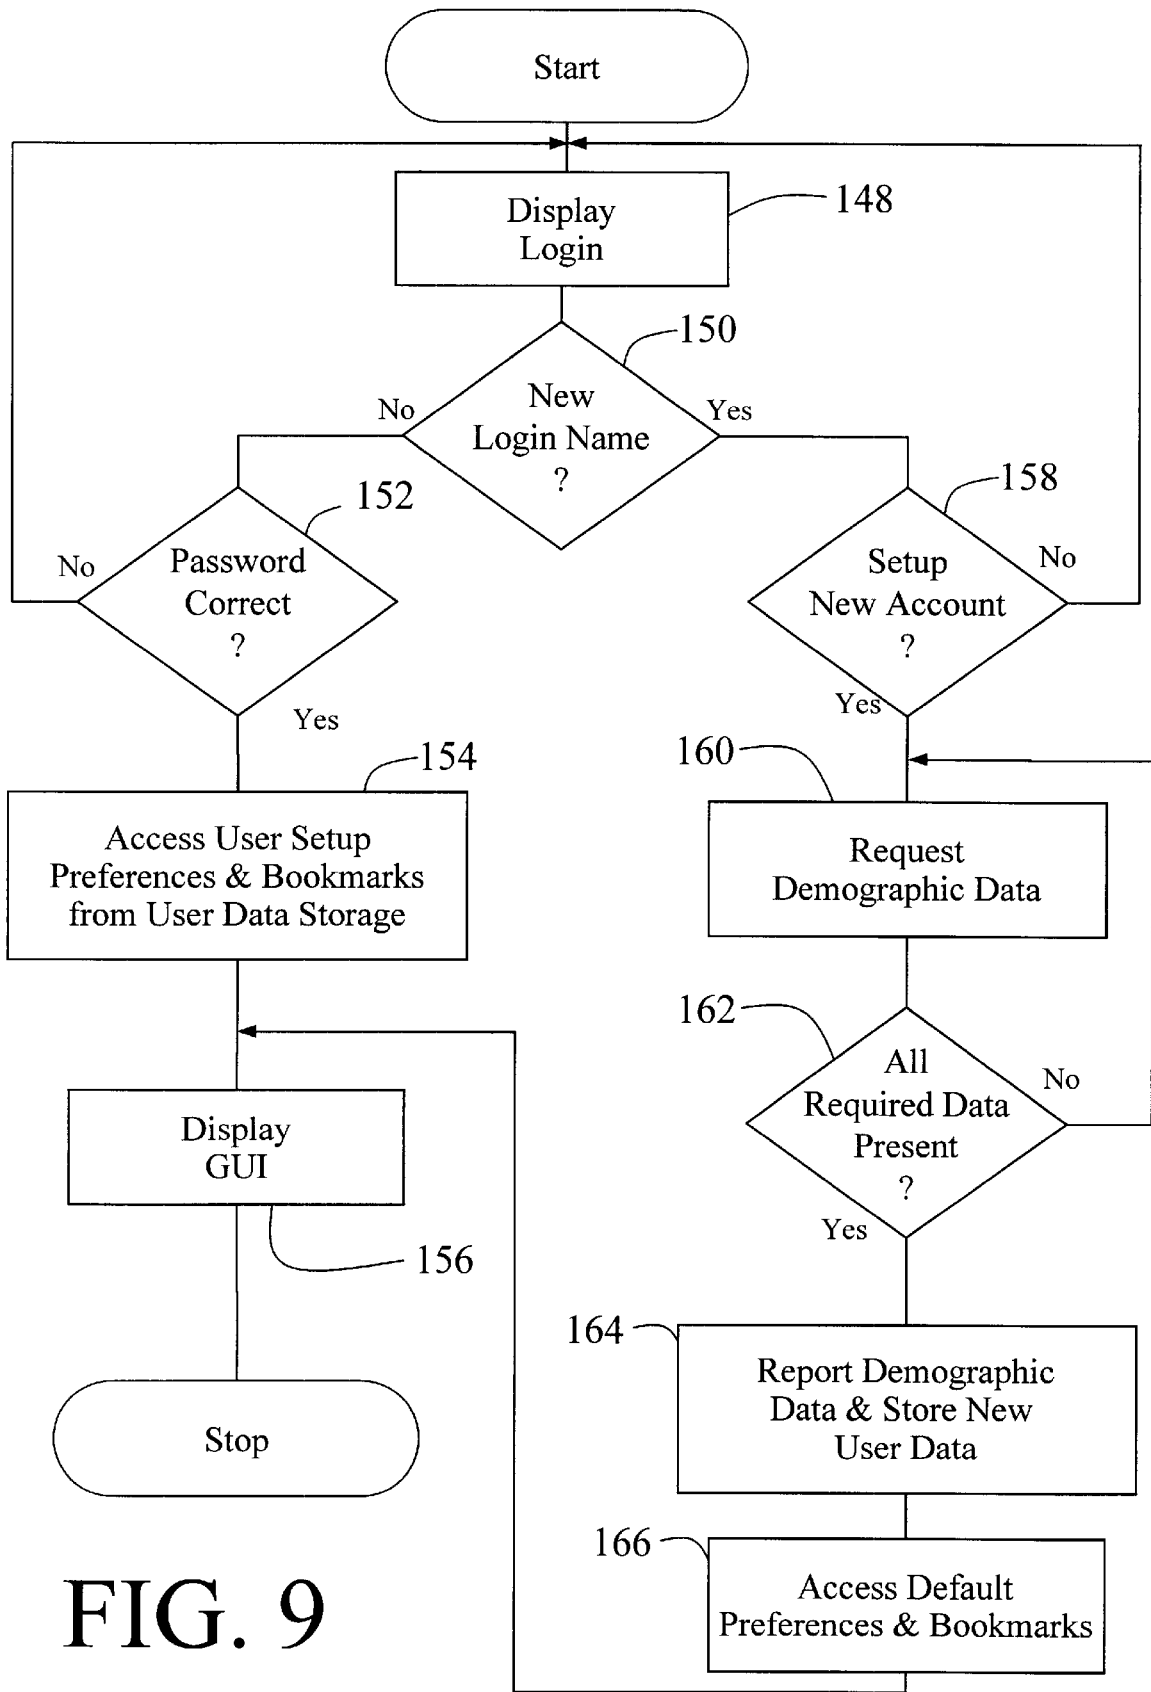 Start
Display
Login
148
150
New
Login Name
?
No
Yes
152
Password
Correct
?
No
Yes
158
Setup
New Account
?
No
Yes
154
Access User Setup
Preferences & Bookmarks
from User Data Storage
160
Request
Demographic Data
162
All
Required Data
Present
?
No
Yes
Display
GUI
156
164
Report Demographic
Data & Store New
User Data
Stop
166
Access Default
Preferences & Bookmarks
FIG. 9